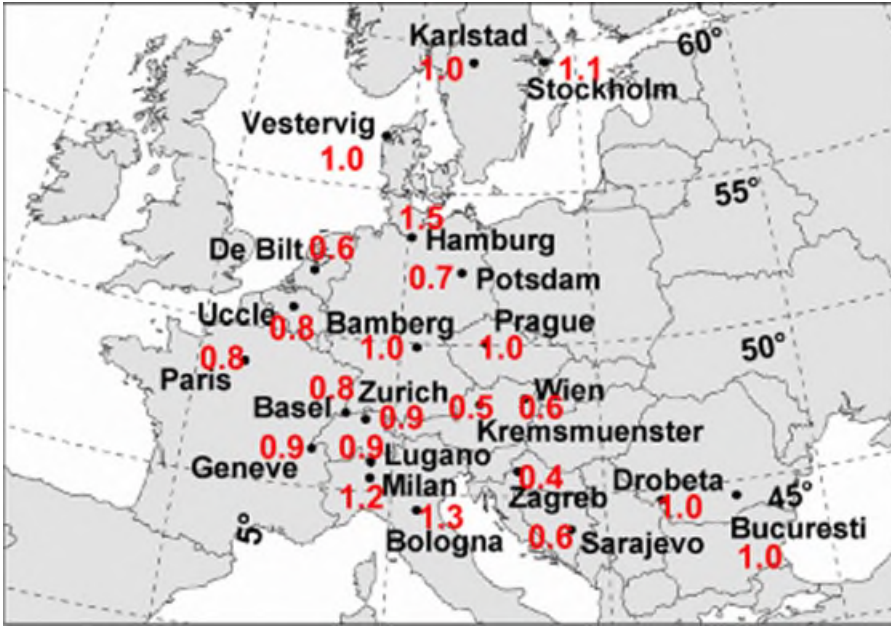 Karlstad
60°
1.0
1.1
Stockholm
Vestervig
1.0
55°
1.5
De Bilt
0.6
Hamburg
0.7
Potsdam
Uccle
0.8
Bamberg
Prague
50°
0.8
1.0
1.0
Paris
0.8
Zurich
Wien
Basel
0.9
0.5
0.6
Kremsmuenster
0.9
0.9
Geneve
Lugano
0.4
Drobeta
45°
1.2
Milan
Zagreb
1.0
1.3
5°
Bologna
0.6
Sarajevo
Bucuresti
1.0